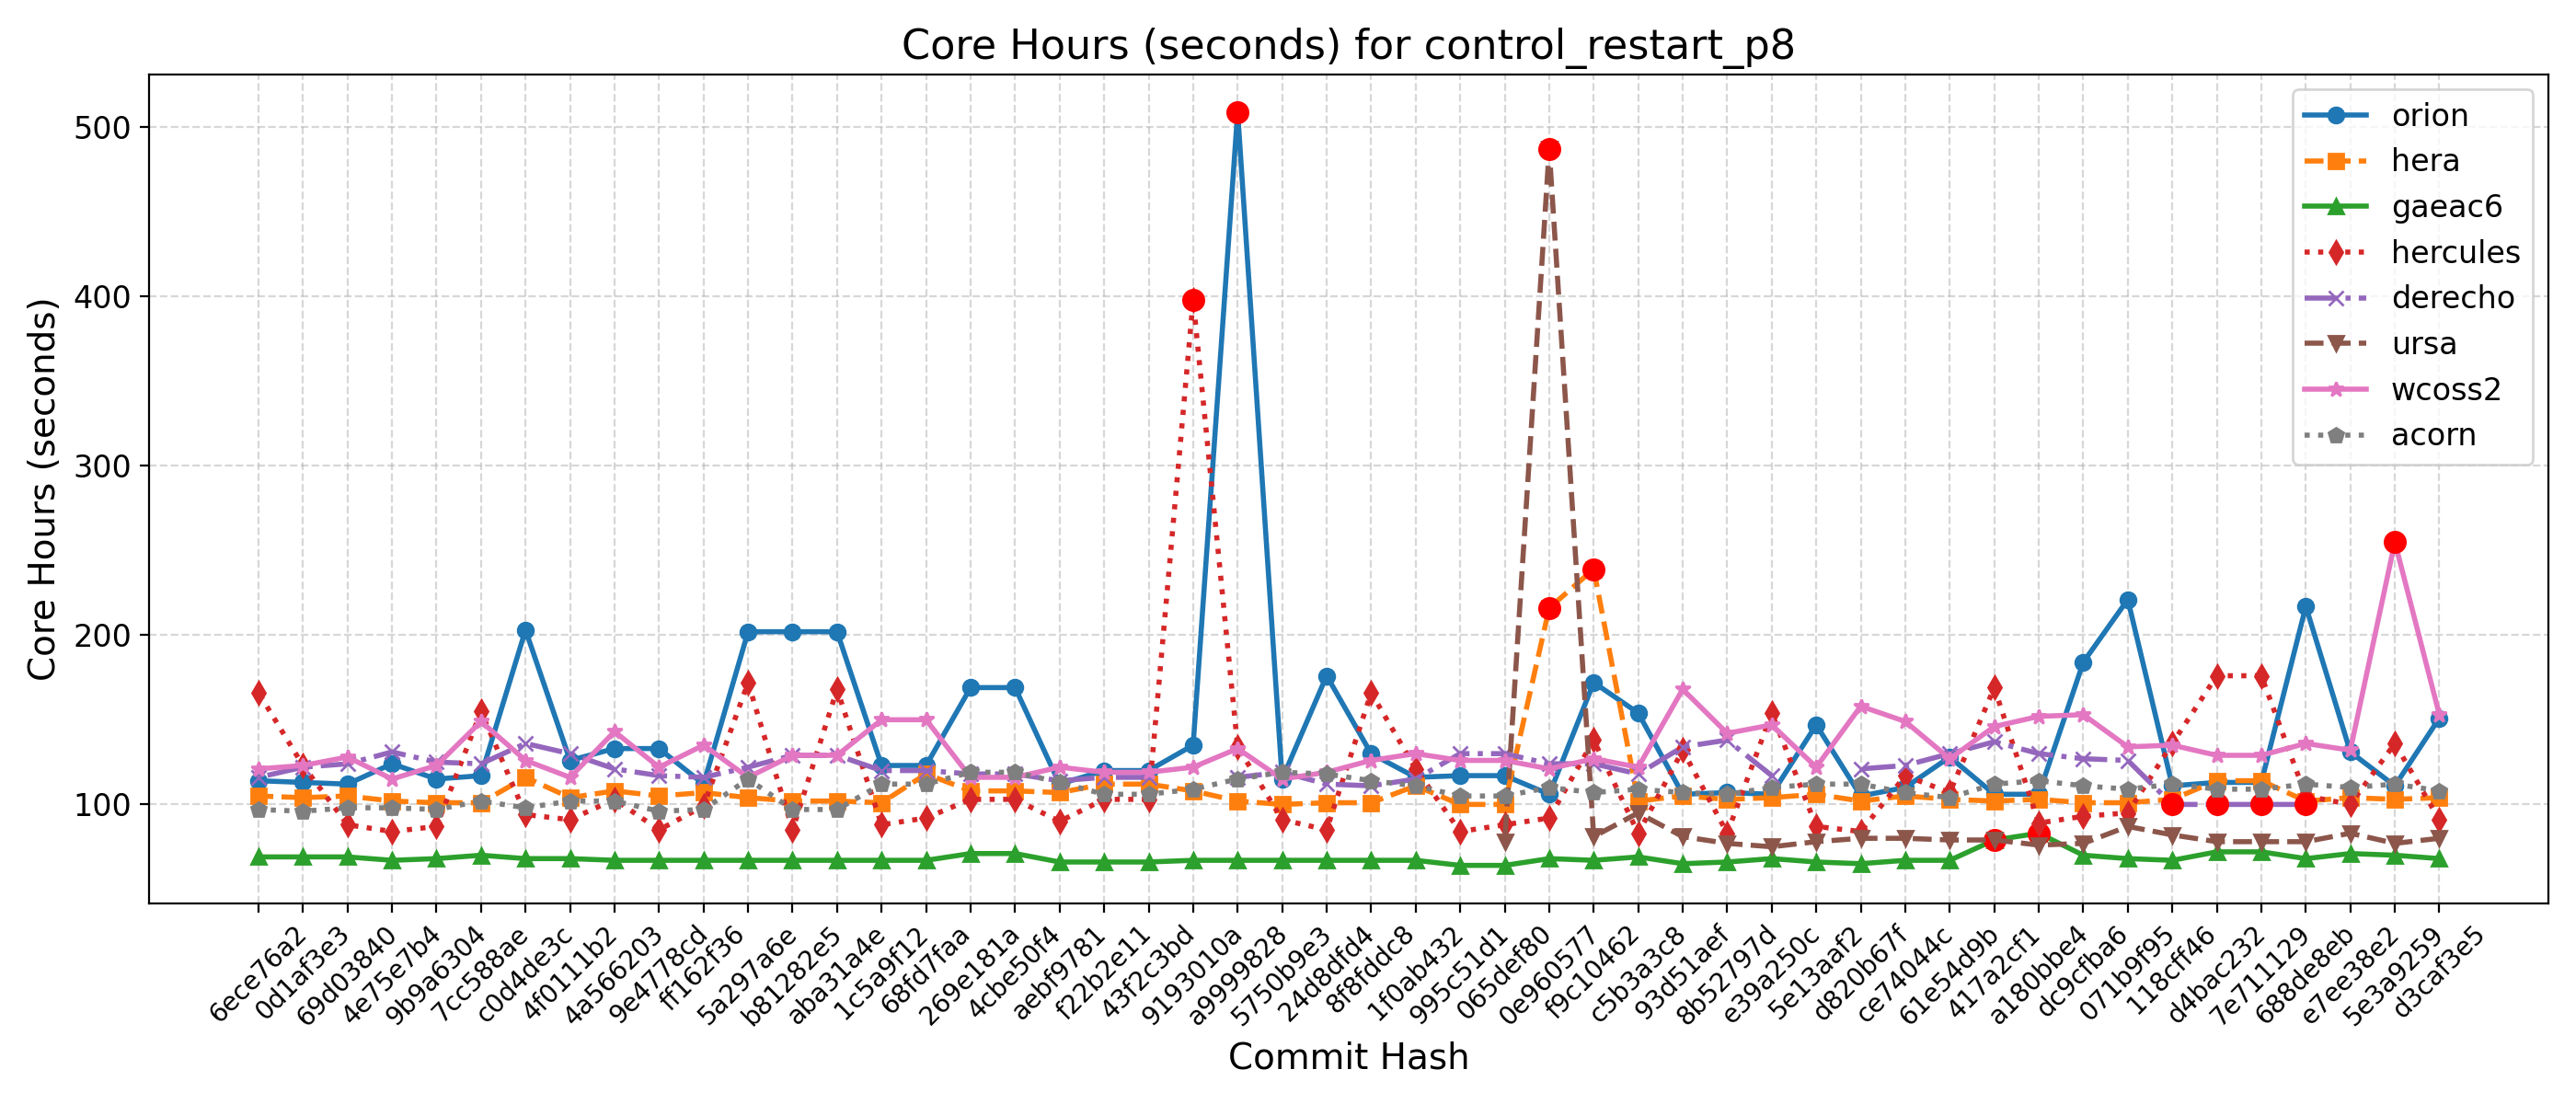 Core Hours (seconds) for control_restart_p8
Core Hours (seconds)
500
400
300
200
100
orion
hera
gaeac6
hercules
derecho
ursa
wcoss2
acorn
6ece76a2
0d1af3e3
69d03840
4e75e7b4
9b9a6304
7cc588ae
c0d4de3c
4f0111b2
4a566203
9e4778cd
ff162f36
5a297a6e
b81282e5
aba31a4e
1c5a9f12
68fd7faa
269e181a
4cbe50f4
aebf9781
f22b2e11
43f2c3bd
9193010a
a9999828
5750b9e3
24d8dfd4
8f8fddc8
1f0ab432
995c51d1
065def80
0e960577
f9c10462
c5b3a3c8
93d51aef
8b52797d
e39a250c
5e13aaf2
d820b67f
ce74044c
61e54d9b
417a2cf1
a180bbe4
dc9cfba6
071b9f95
118cff46
d4bac232
7e711129
688de8eb
e7ee38e2
5e3a9259
d3caf3e5
Commit Hash